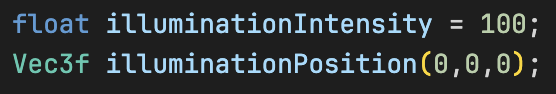 float illuminationIntensity = 100;
Vec3f illuminationPosition(0,0,0);